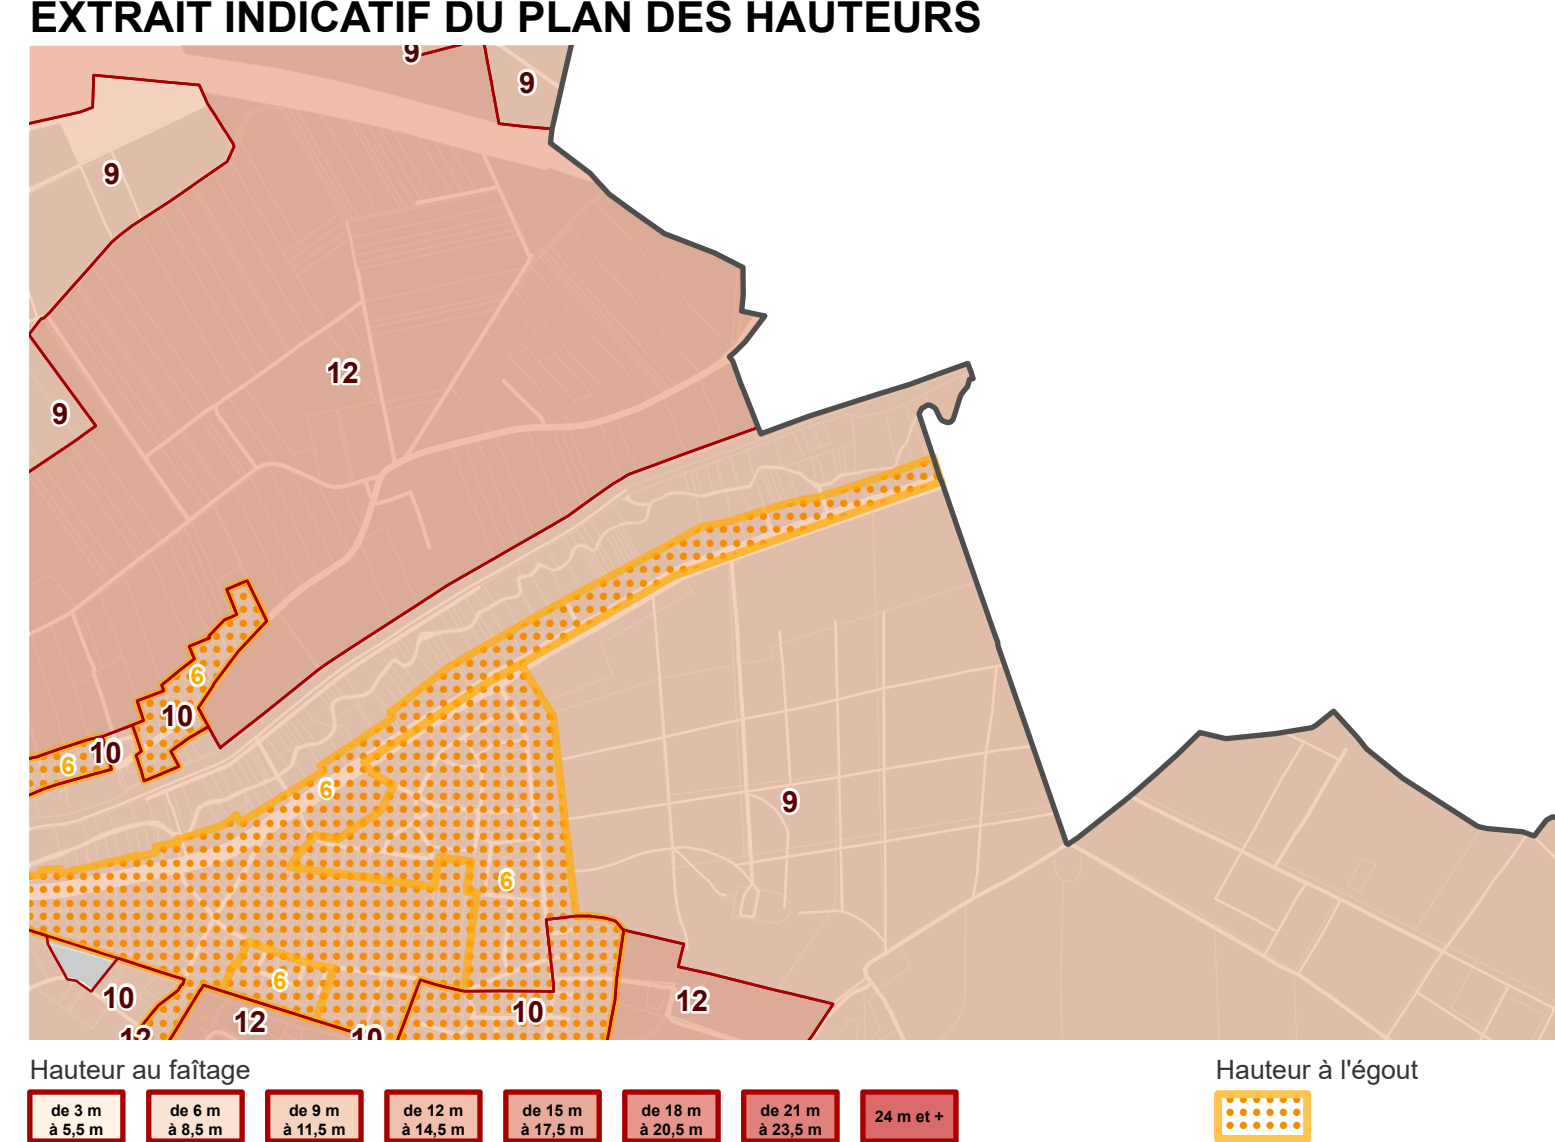 EXTRAIT INDICATIF DU PLAN DES HAUTEURS
9
9
9
12
9
6
10
10
6
6
9
6
6
10
12
10
12
12
10
Hauteur au faîtage
Hauteur à l'égout
de 3 m
à 5,5 m
de 6 m
à 8,5 m
de 9 m
à 11,5 m
de 12 m
à 14,5 m
de 15 m
à 17,5 m
de 18 m
à 20,5 m
de 21 m
à 23,5 m
24 m et +